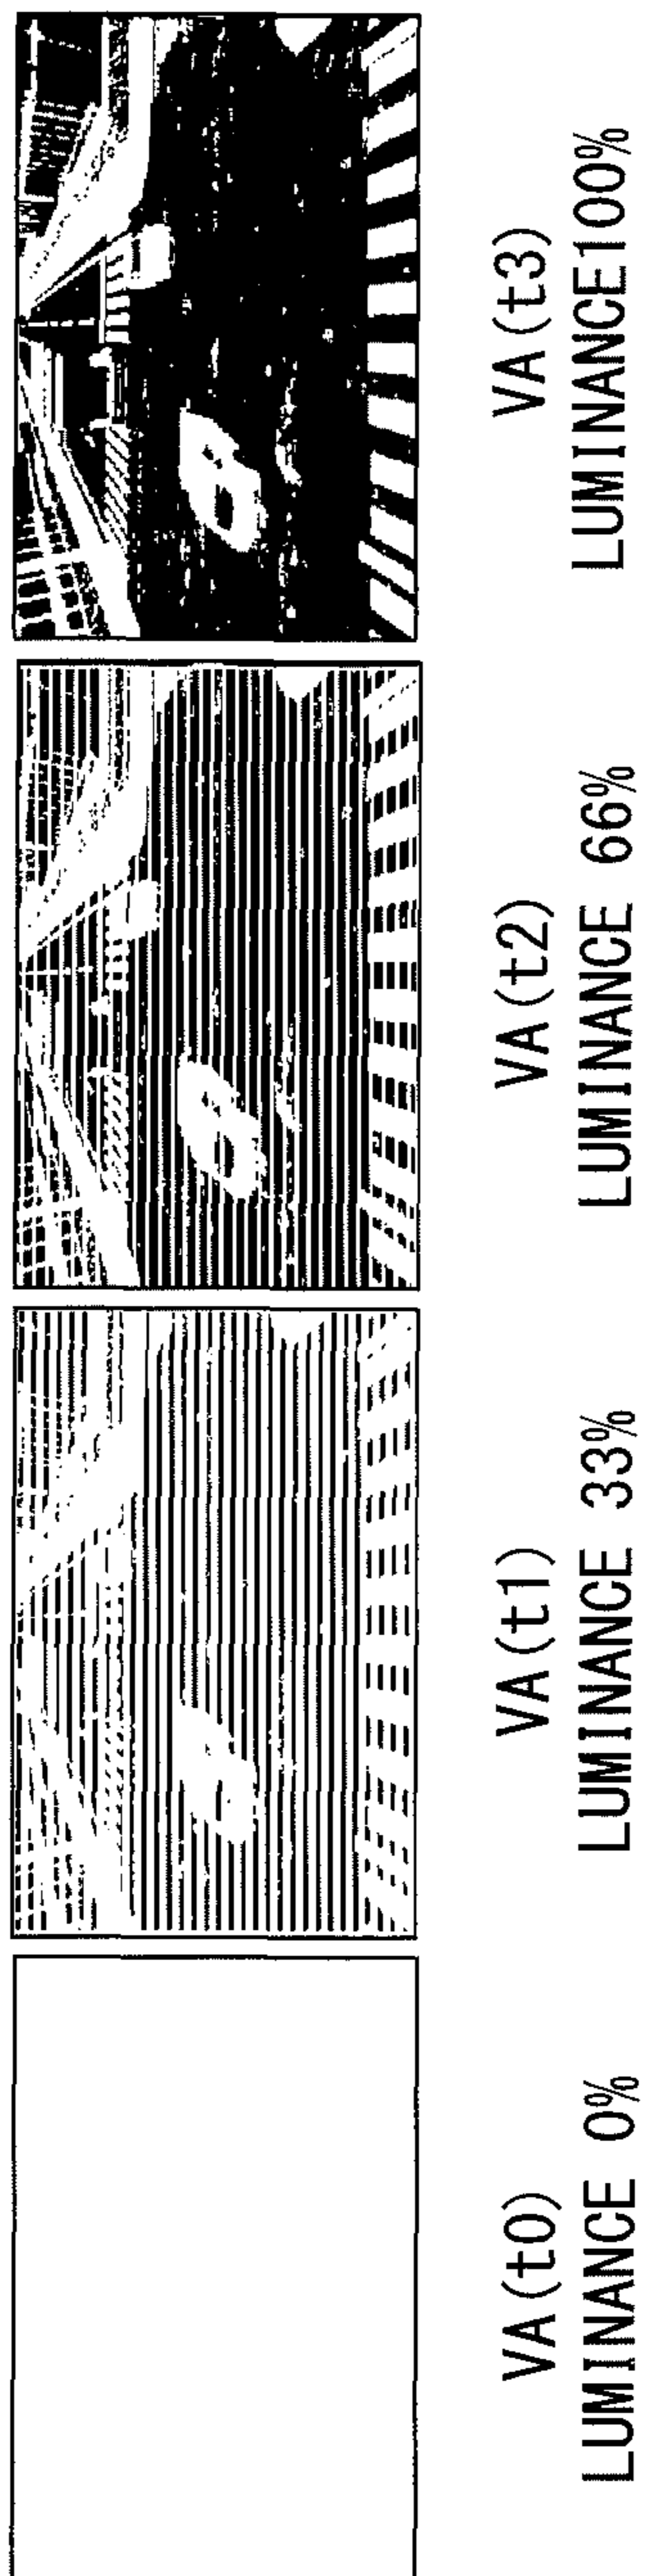 VA(t0)
LUMINANCE 0%
VA(t1)
LUMINANCE 33%
VA(t2)
LUMINANCE 66%
VA(t3)
LUMINANCE100%